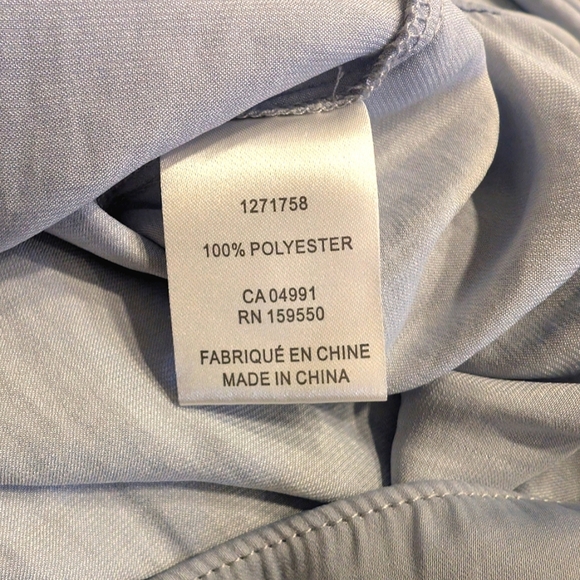 1271758
100% POLYESTER
CA 04991
RN 159550
FABRIQUÉ EN CHINE
MADE IN CHINA